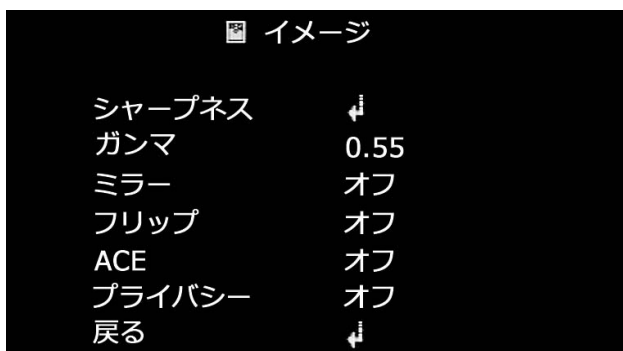 イメージ
シャープネス ↲
ガンマ 0.55
ミラー オフ
フリップ オフ
ACE オフ
プライバシー オフ
戻る ↲